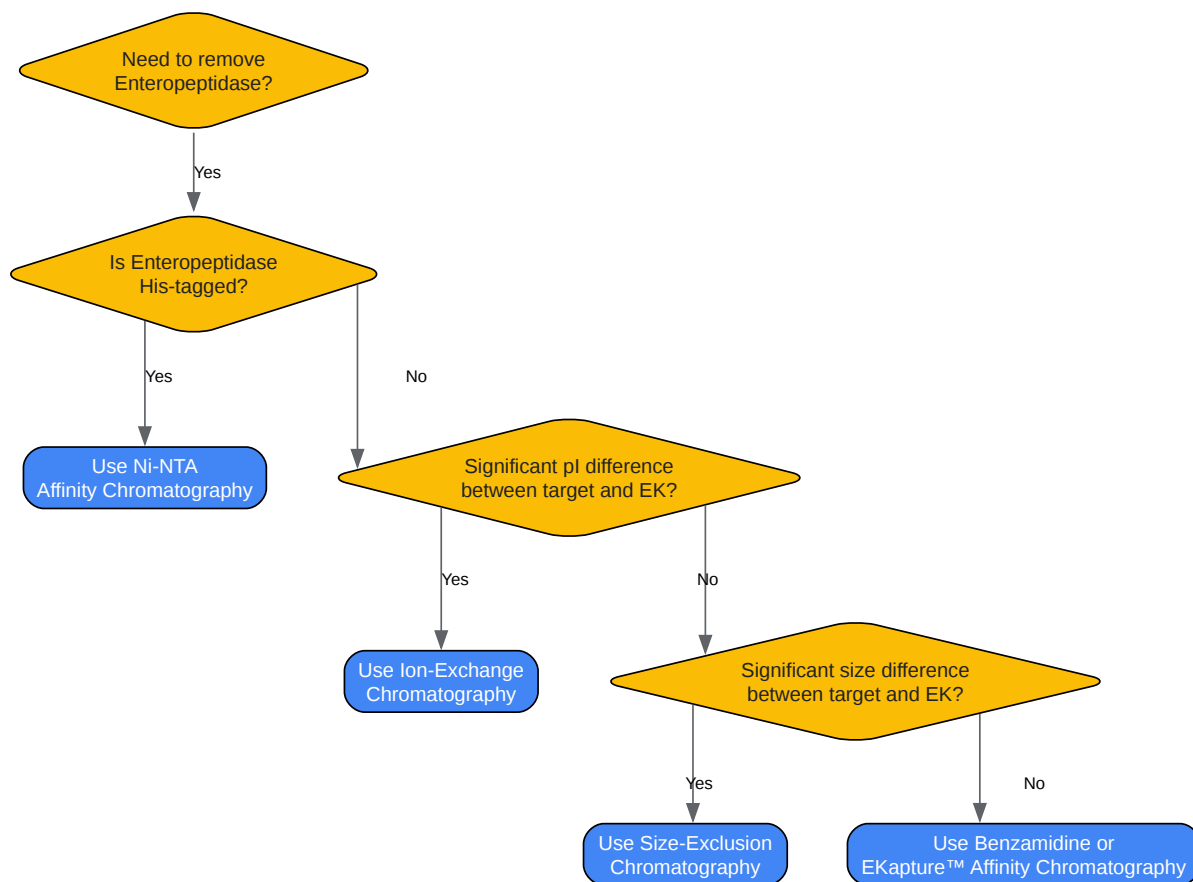 Need to remove
Enteropeptidase?
Yes
Is Enteropeptidase
His-tagged?
Yes
No
Use Ni-NTA
Affinity Chromatography
Significant pI difference
between target and EK?
Yes
No
Use Ion-Exchange
Chromatography
Significant size difference
between target and EK?
Yes
No
Use Size-Exclusion
Chromatography
Use Benzamidine or
EKapture™ Affinity Chromatography